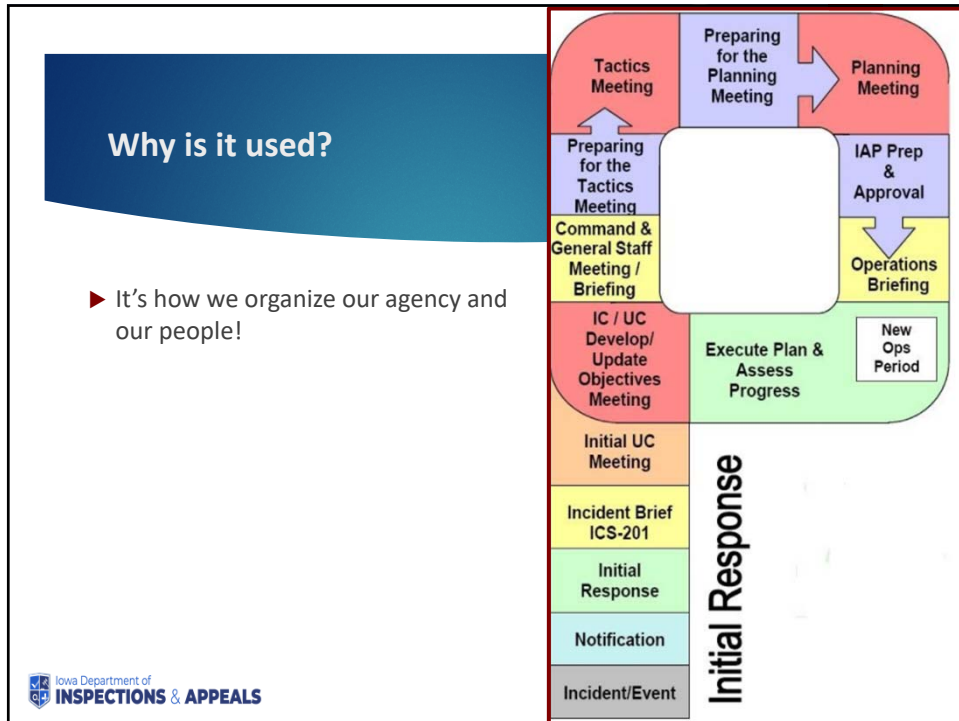 Why is it used?
It's how we organize our agency and
our people!
Iowa Department of
INSPECTIONS & APPEALS
Tactics
Meeting
Preparing
for the
Planning
Meeting
Planning
Meeting
Preparing
for the
Tactics
Meeting
IAP Prep
&
Approval
Command &
General Staff
Meeting /
Briefing
Operations
Briefing
IC / UC
Develop/
Update
Objectives
Meeting
Execute Plan &
Assess
Progress
New
Ops
Period
Initial UC
Meeting
Incident Brief
ICS-201
Initial
Response
Notification
Incident/Event
Initial Response